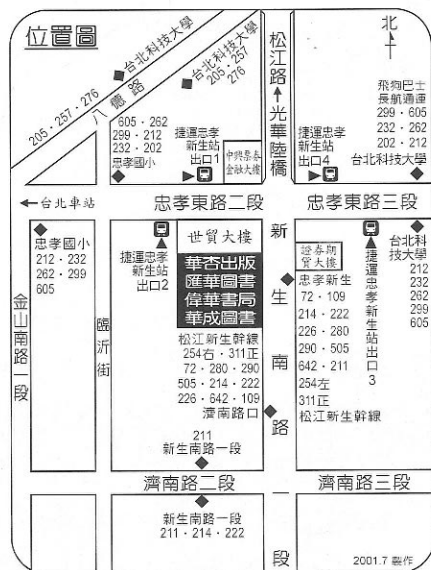 位置圖
北
台北科技大學
205・257・276
八德路
台北科技大學
205・257
276
松江路←光華陸橋
飛狗巴士
長航通運
299・605
232・262
202・212
台北科技大學
605・262
299・212
232・202
忠孝國小
捷運忠孝
新生站
出口1
中興票券
金融大樓
捷運忠孝
新生站
出口4
←台北車站
忠孝東路二段
忠孝東路三段
忠孝國小
212・232
262・299
605
捷運忠孝
新生站
出口2
世貿大樓
華杏出版
匯華圖書
偉華書局
華成圖書
松江新生幹線
254右・311正
72・280・290
505・214・222
226・642・109
濟南路口
211
新生南路一段
新生南路一段
證券期
貿大樓
忠孝新生
72・109
214・222
226・280
290・505
642・211
254左
311正
松江新生幹線
捷運忠孝新生站出口3
台北科
技大學
212
232
262
299
605
金山南路一段
臨沂街
濟南路二段
濟南路三段
新生南路一段
211・214・222
2001.7 製作